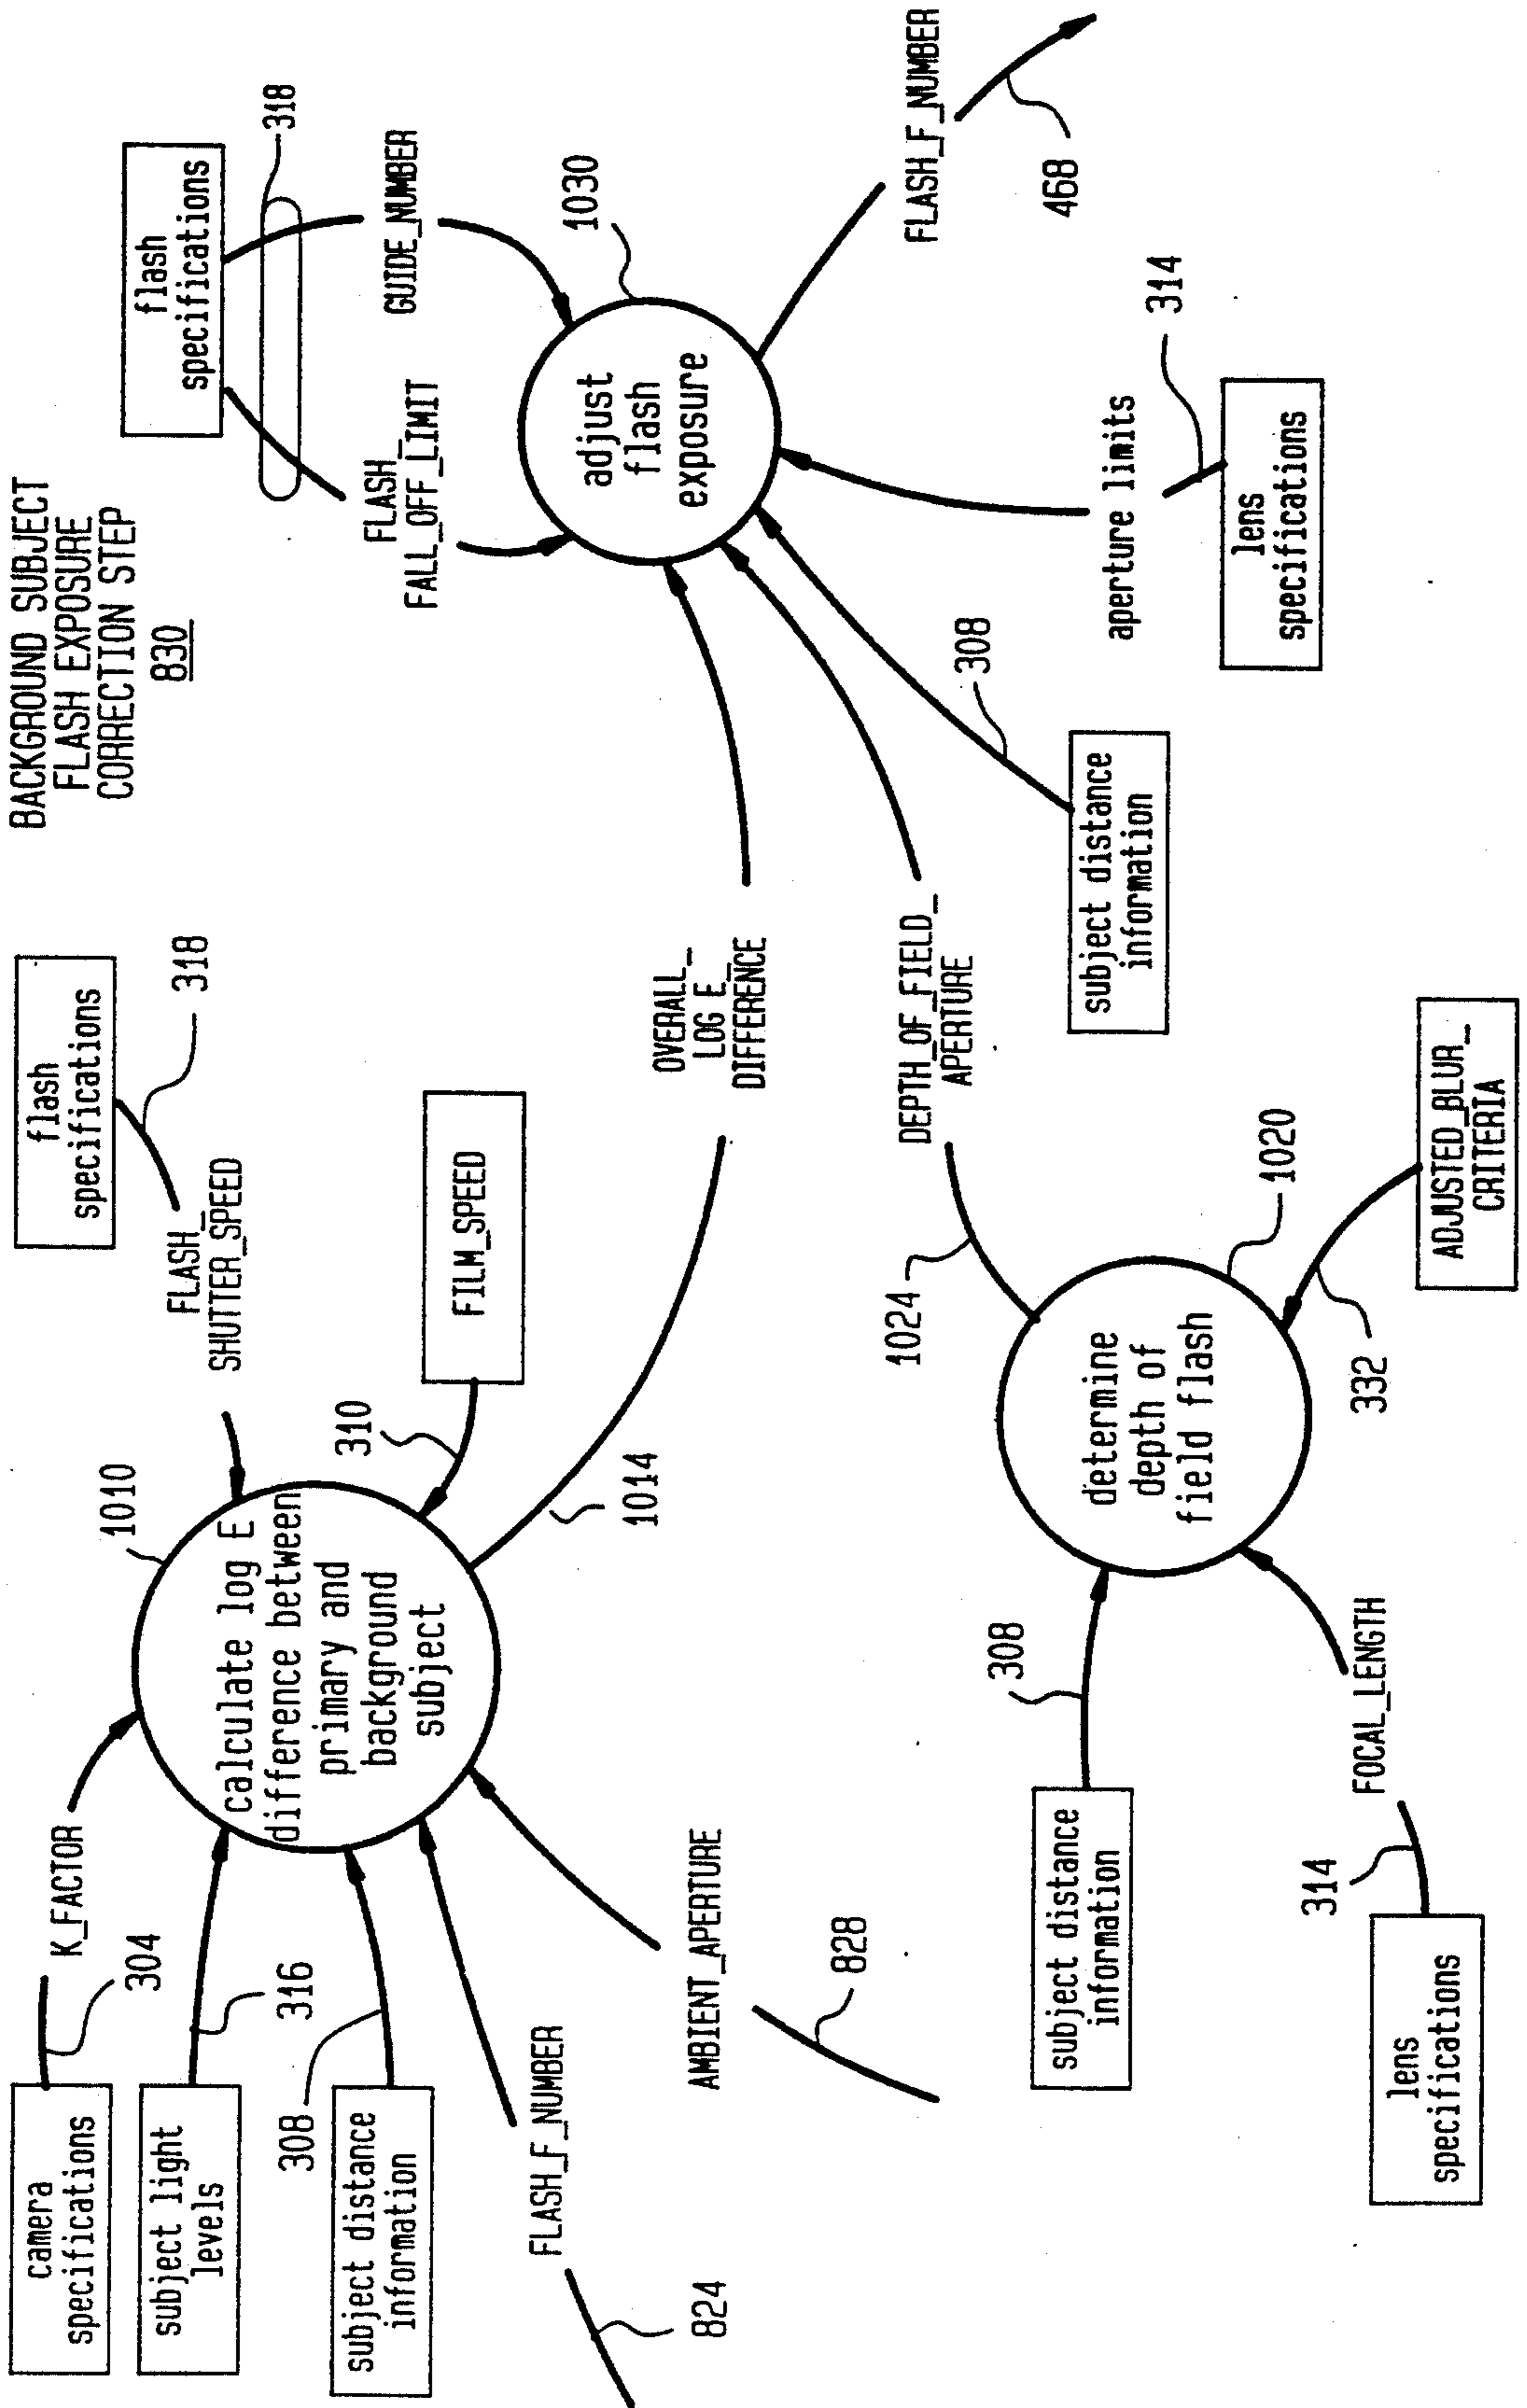 BACKGROUND SUBJECT
FLASH EXPOSURE
CORRECTION STEP
830
camera
specifications
304
K_FACTOR
subject light
levels
316
subject distance
information
308
FLASH_F_NUMBER
824
AMBIENT_APERTURE
828
1010
calculate log E
difference between
primary and
background
subject
flash
specifications
318
FLASH_
SHUTTER_SPEED
FILM_SPEED
310
1014
OVERALL_
LOG E_
DIFFERENCE
subject distance
information
308
lens
specifications
314
FOCAL_LENGTH
determine
depth of
field flash
1020
ADJUSTED_BLUR_
CRITERIA
332
1024
DEPTH_OF_FIELD_
APERTURE
flash
specifications
318
FLASH_
FALL_OFF_LIMIT
GUIDE_NUMBER
adjust
flash
exposure
1030
subject distance
information
308
aperture limits
314
lens
specifications
FLASH_F_NUMBER
468